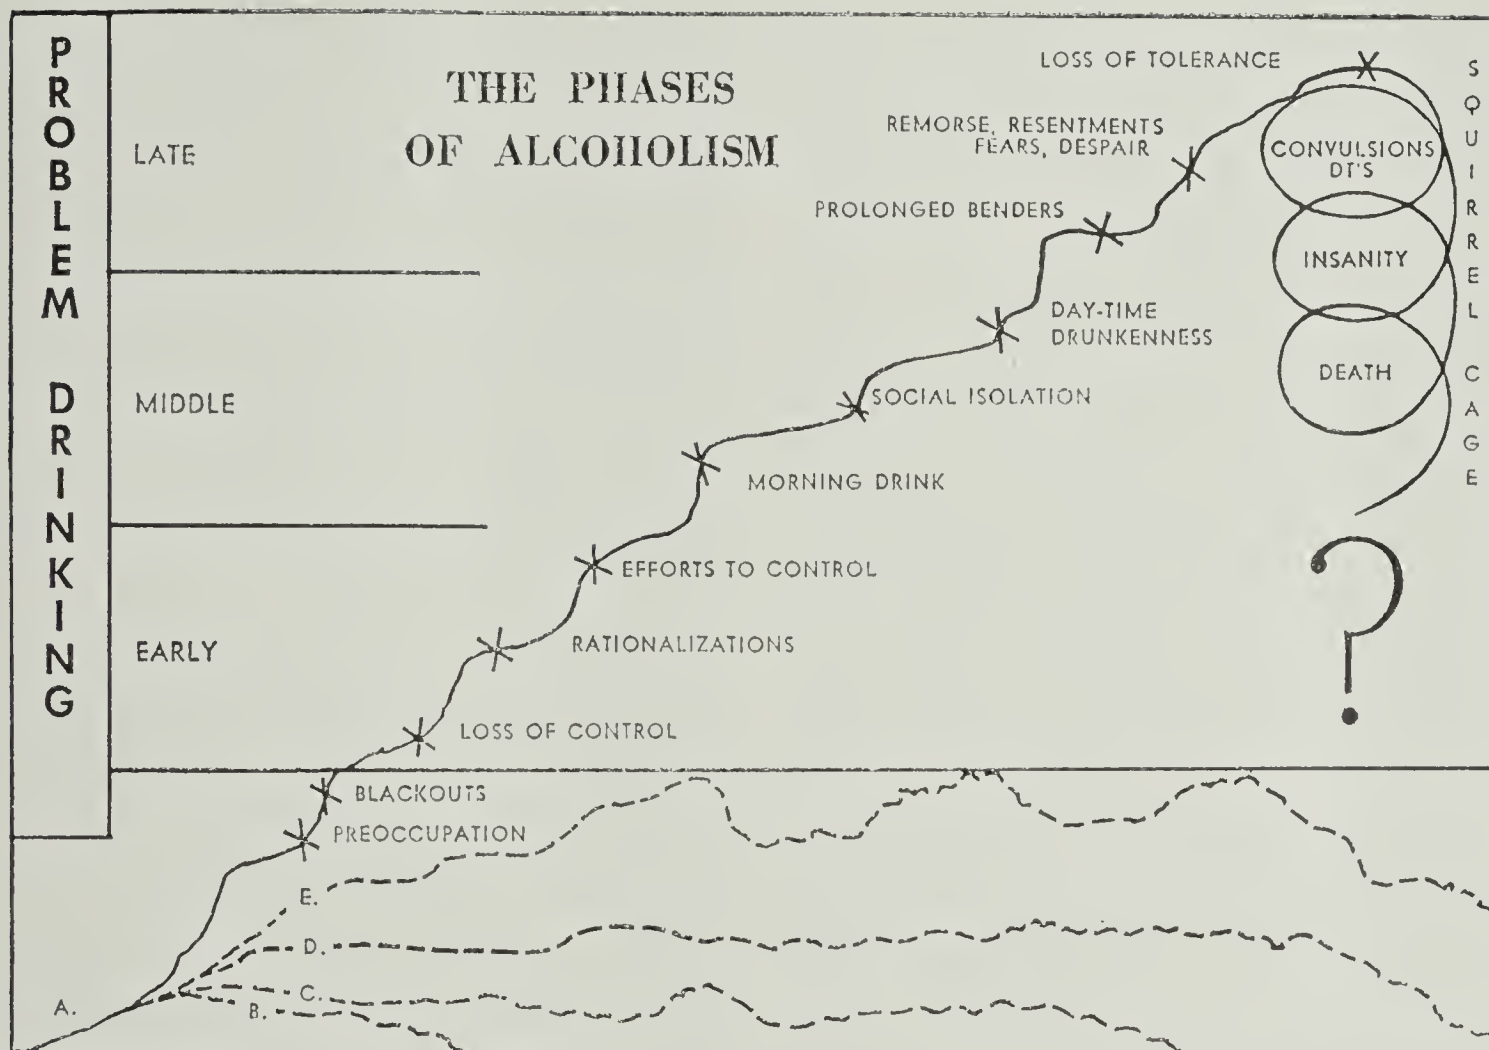 PROBLEM DRINKING
THE PHASES
OF ALCOHOLISM
LATE
MIDDLE
EARLY
LOSS OF TOLERANCE
REMORSE, RESENTMENTS
FEARS, DESPAIR
PROLONGED BENDERS
DAY-TIME
DRUNKENNESS
SOCIAL ISOLATION
MORNING DRINK
EFFORTS TO CONTROL
RATIONALIZATIONS
LOSS OF CONTROL
BLACKOUTS
PREOCCUPATION
CONVULSIONS
DT'S
INSANITY
DEATH
SQUIRREL CAGE
?
E.
D.
C.
B.
A.